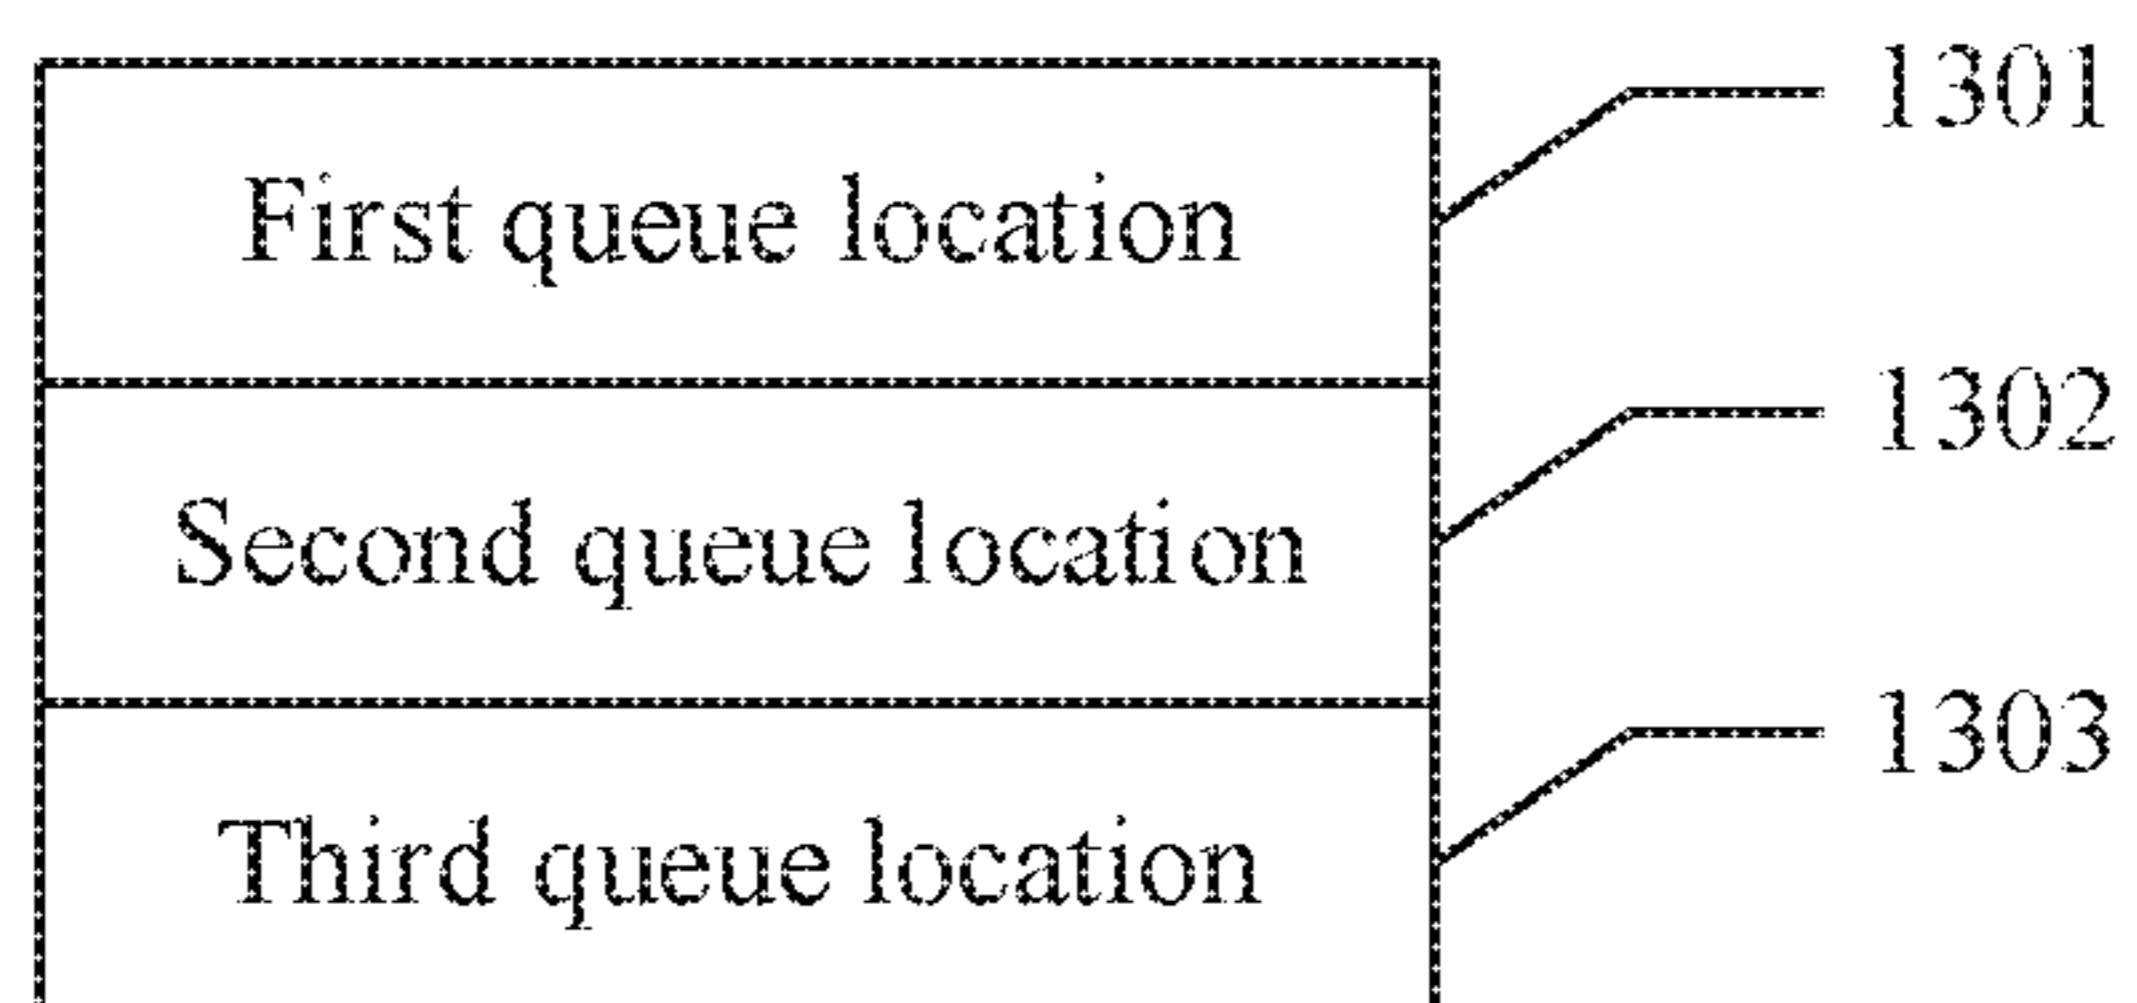 1301
First queue location
1302
Second queue location
1303
Third queue location